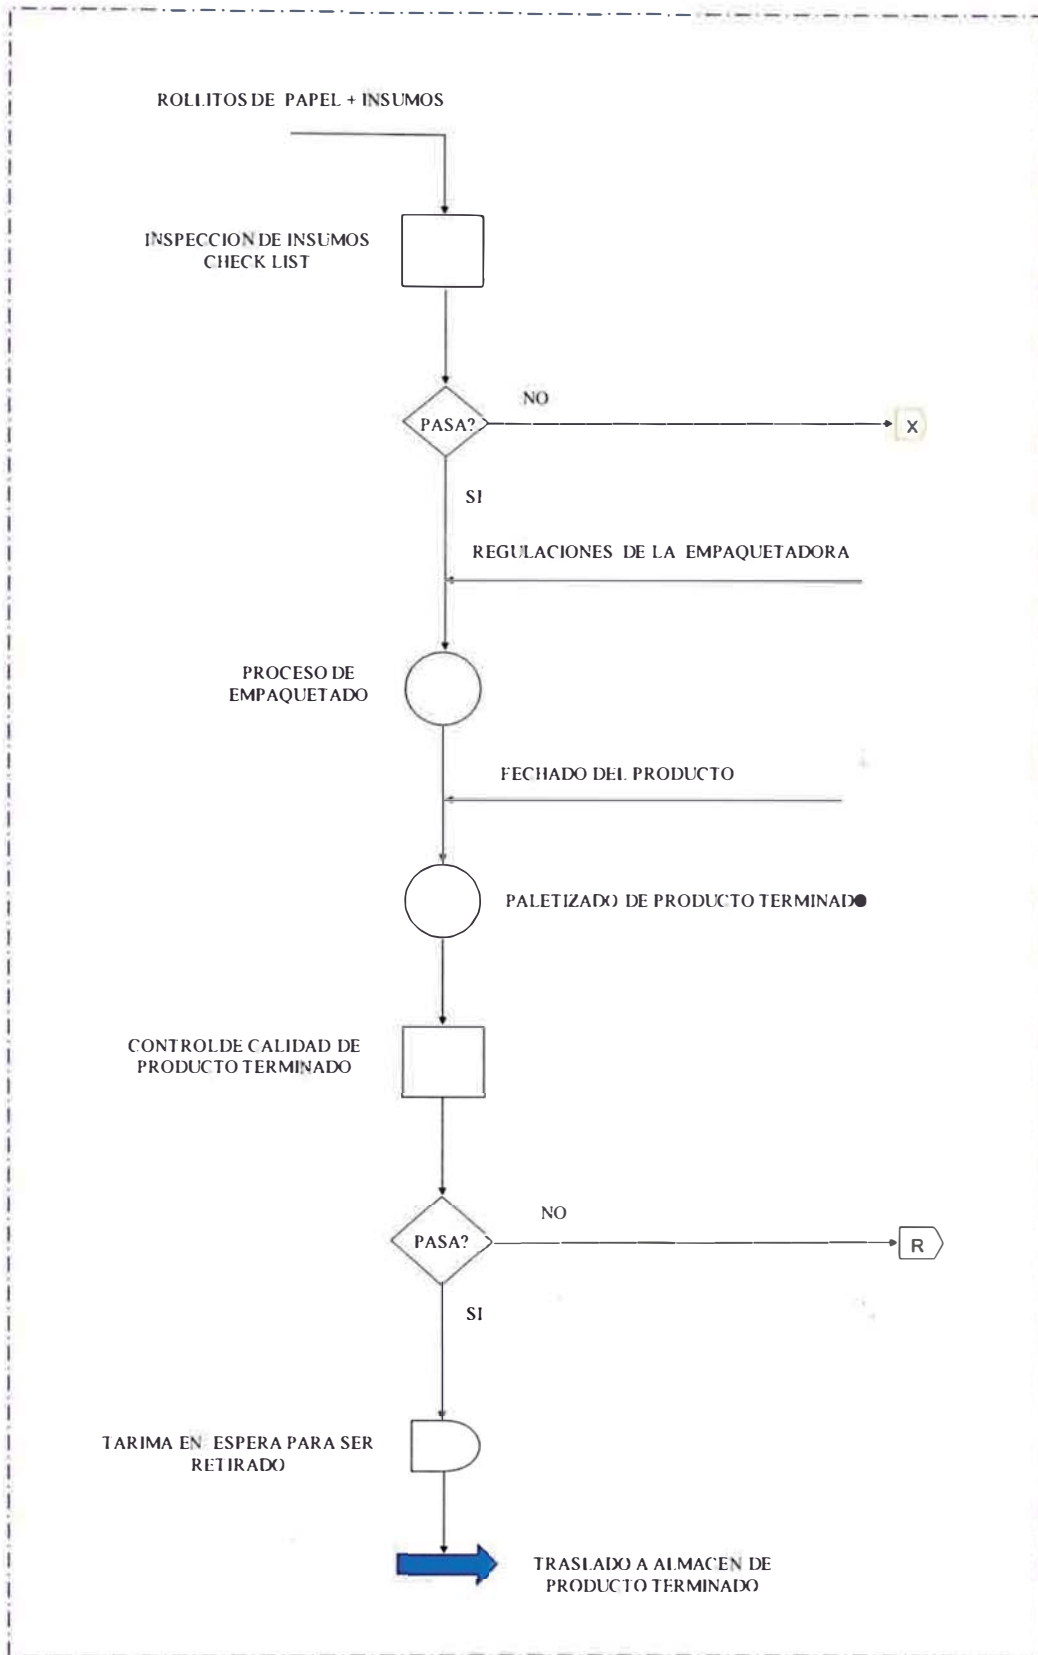 ROLLITOS DE PAPEL + INSUMOS
INSPECCION DE INSUMOS
CHECK LIST
PASA?
NO
X
SI
REGULACIONES DE LA EMPAQUETADORA
PROCESO DE
EMPAQUETADO
FECHADO DEL PRODUCTO
PALETIZADO DE PRODUCTO TERMINADO
CONTROL DE CALIDAD DE
PRODUCTO TERMINADO
PASA?
NO
R
SI
TARIMA EN ESPERA PARA SER
RETIRADO
TRASLADO A ALMACEN DE
PRODUCTO TERMINADO